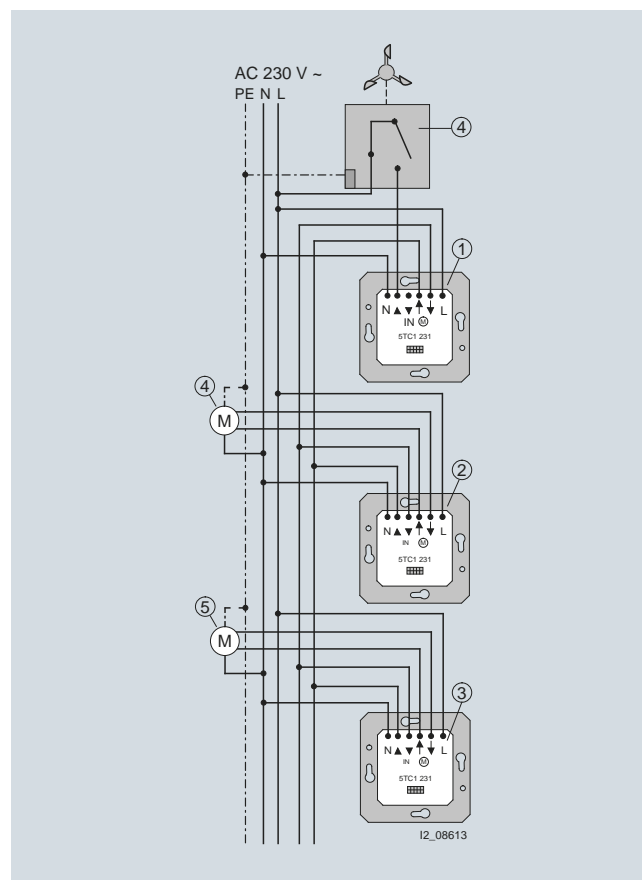 AC 230 V ~
PE N L
④
①
N ▲ ▼ ↑ ↓ L
IN Ⓜ
5TC1 231
④
M
②
N ▲ ▼ ↑ ↓ L
IN Ⓜ
5TC1 231
⑤
M
③
N ▲ ▼ ↑ ↓ L
IN Ⓜ
5TC1 231
I2_08613